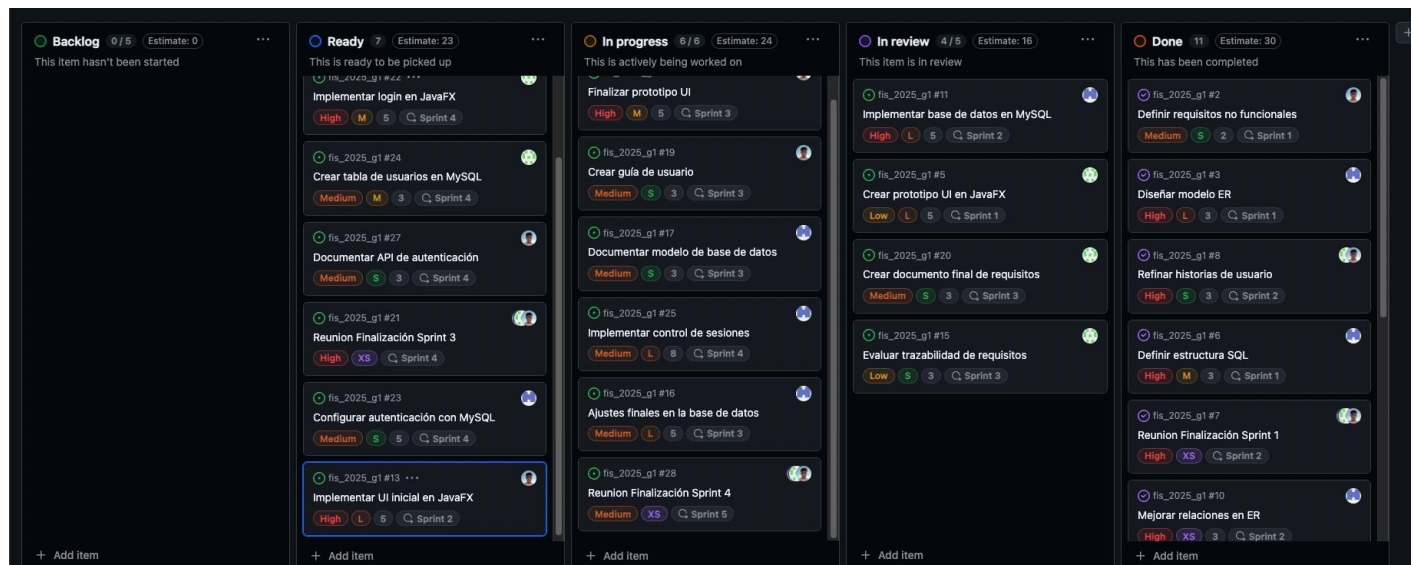 Backlog 0/5 Estimate: 0 ···
This item hasn't been started
+ Add item
Ready 7 Estimate: 23 ···
This is ready to be picked up
fis_2025_g1 #22 ···
Implementar login en JavaFX
High M 5 Sprint 4
fis_2025_g1 #24
Crear tabla de usuarios en MySQL
Medium M 3 Sprint 4
fis_2025_g1 #27
Documentar API de autenticación
Medium S 3 Sprint 4
fis_2025_g1 #21
Reunion Finalización Sprint 3
High XS Sprint 4
fis_2025_g1 #23
Configurar autenticación con MySQL
Medium S 5 Sprint 4
fis_2025_g1 #13 ···
Implementar UI inicial en JavaFX
High L 5 Sprint 2
+ Add item
In progress 6/6 Estimate: 24 ···
This is actively being worked on
Finalizar prototipo UI
High M 5 Sprint 3
fis_2025_g1 #19
Crear guía de usuario
Medium S 3 Sprint 3
fis_2025_g1 #17
Documentar modelo de base de datos
Medium S 3 Sprint 3
fis_2025_g1 #25
Implementar control de sesiones
Medium L 8 Sprint 4
fis_2025_g1 #16
Ajustes finales en la base de datos
Medium L 5 Sprint 3
fis_2025_g1 #28
Reunion Finalización Sprint 4
Medium XS Sprint 5
+ Add item
In review 4/5 Estimate: 16 ···
This item is in review
fis_2025_g1 #11
Implementar base de datos en MySQL
High L 5 Sprint 2
fis_2025_g1 #5
Crear prototipo UI en JavaFX
Low L 5 Sprint 1
fis_2025_g1 #20
Crear documento final de requisitos
Medium S 3 Sprint 3
fis_2025_g1 #15
Evaluar trazabilidad de requisitos
Low S 3 Sprint 3
+ Add item
Done 11 Estimate: 30 ···
This has been completed
fis_2025_g1 #2
Definir requisitos no funcionales
Medium S 2 Sprint 1
fis_2025_g1 #3
Diseñar modelo ER
High L 3 Sprint 1
fis_2025_g1 #8
Refinar historias de usuario
High S 3 Sprint 2
fis_2025_g1 #6
Definir estructura SQL
High M 3 Sprint 1
fis_2025_g1 #7
Reunion Finalización Sprint 1
High XS Sprint 2
fis_2025_g1 #10
Mejorar relaciones en ER
High XS 3 Sprint 2
+ Add item